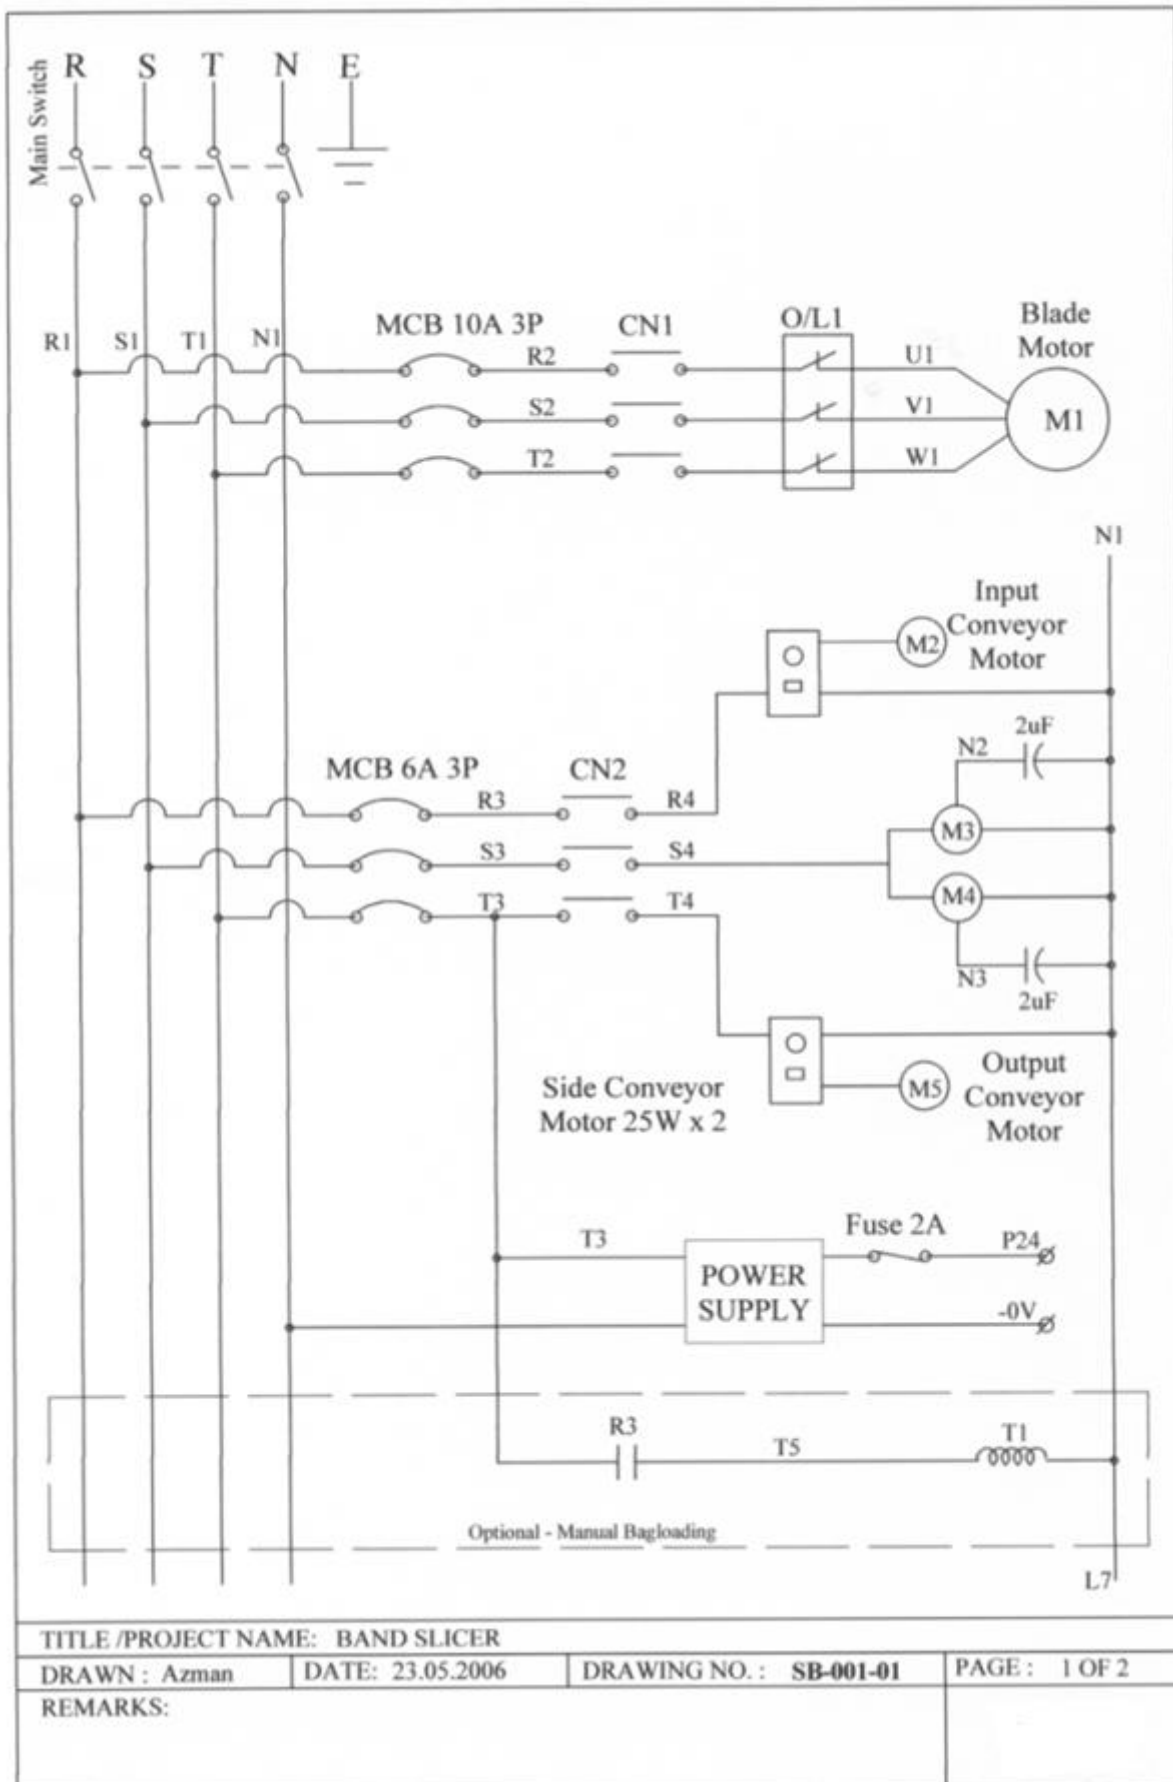 Main Switch
R S T N E
R1 S1 T1 N1
MCB 10A 3P
CN1
O/L1
Blade
Motor
R2
U1
S2
V1
M1
T2
W1
N1
Input
Conveyor
Motor
M2
2uF
N2
MCB 6A 3P
CN2
R3
R4
M3
S3
S4
M4
T3
T4
N3
2uF
Side Conveyor
Motor 25W x 2
M5
Output
Conveyor
Motor
T3
Fuse 2A
P24
POWER
SUPPLY
-0V
R3
T5
T1
Optional - Manual Bagloading
L7
TITLE /PROJECT NAME: BAND SLICER
DRAWN : Azman DATE: 23.05.2006 DRAWING NO. : SB-001-01 PAGE : 1 OF 2
REMARKS: